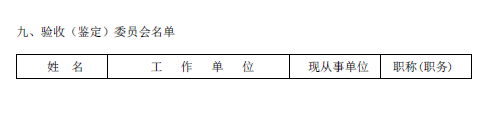 九、验收（鉴定）委员会名单
姓 名 工 作 单 位 现从事单位 职称(职务)